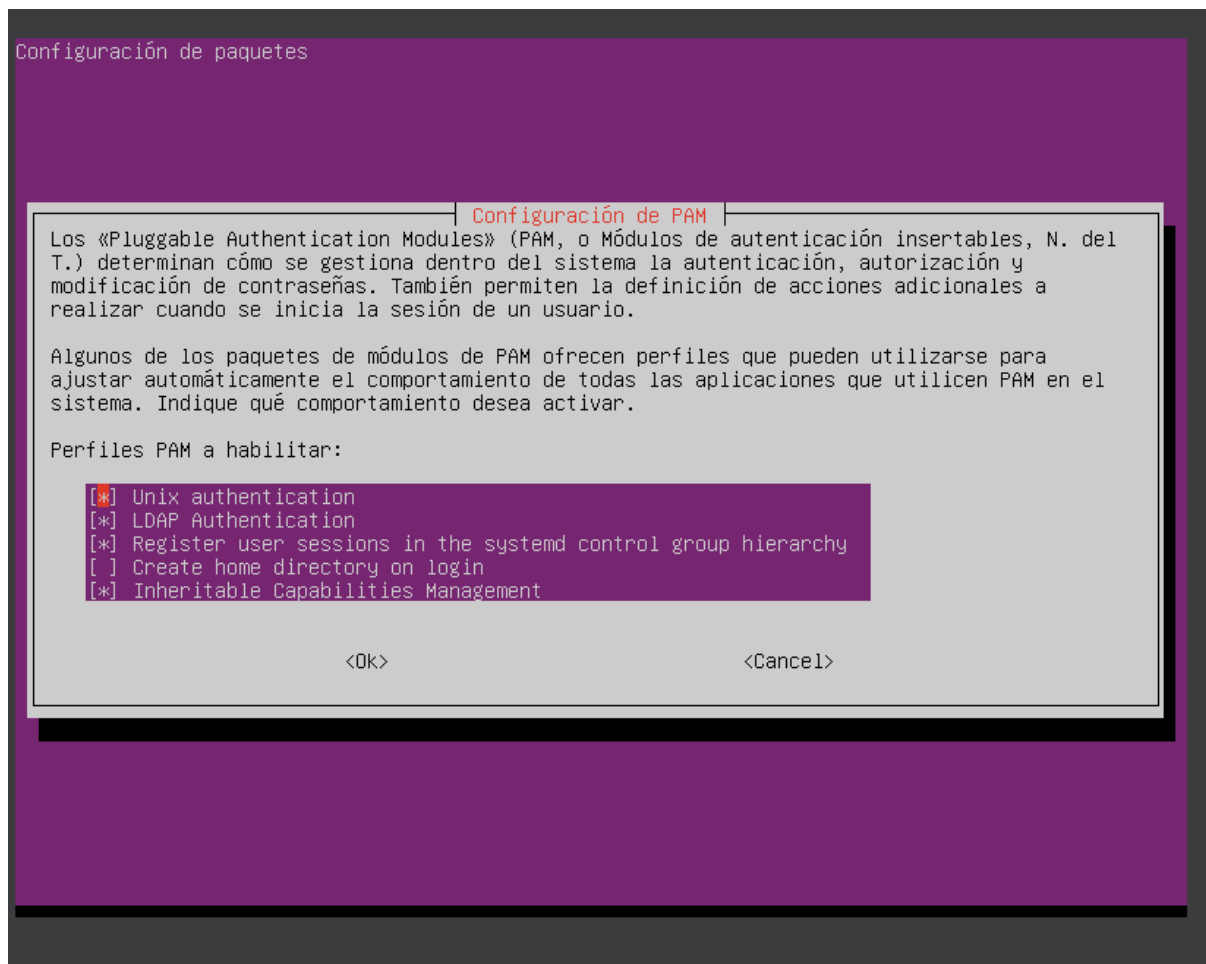 Configuración de paquetes
Configuración de PAM
Los «Pluggable Authentication Modules» (PAM, o Módulos de autenticación insertables, N. del
T.) determinan cómo se gestiona dentro del sistema la autenticación, autorización y
modificación de contraseñas. También permiten la definición de acciones adicionales a
realizar cuando se inicia la sesión de un usuario.
Algunos de los paquetes de módulos de PAM ofrecen perfiles que pueden utilizarse para
ajustar automáticamente el comportamiento de todas las aplicaciones que utilicen PAM en el
sistema. Indique qué comportamiento desea activar.
Perfiles PAM a habilitar:
[*] Unix authentication
[*] LDAP Authentication
[*] Register user sessions in the systemd control group hierarchy
[ ] Create home directory on login
[*] Inheritable Capabilities Management
<Ok> <Cancel>